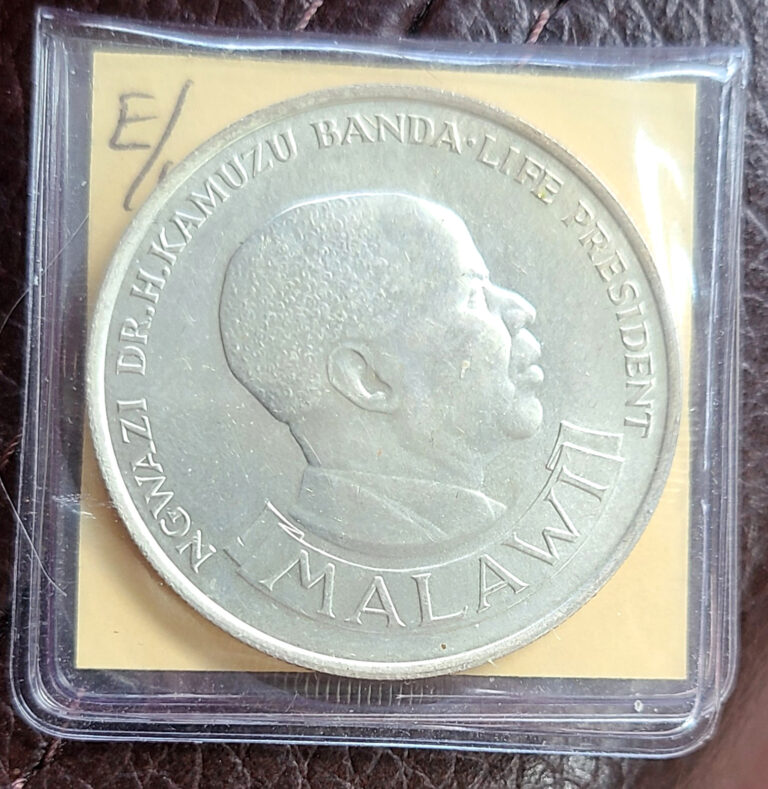 E/
NGWAZI DR.H.KAMUZU BANDA·LIFE PRESIDENT
MALAWI